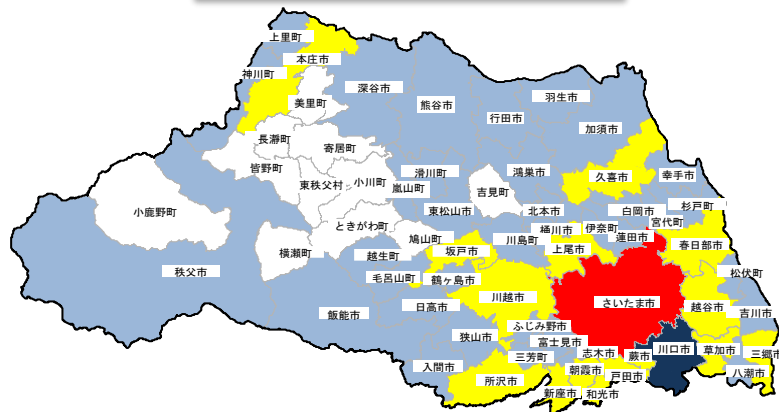 上里町
本庄市
神川町
深谷市
美里町
熊谷市
羽生市
行田市
加須市
長瀞町
寄居町
皆野町
滑川町
鴻巣市
久喜市
幸手市
東秩父村
小川町
嵐山町
吉見町
小鹿野町
東松山市
北本市
白岡市
杉戸町
宮代町
ときがわ町
鳩山町
川島町
桶川市
伊奈町
蓮田市
春日部市
横瀬町
越生町
坂戸市
上尾市
秩父市
毛呂山町
鶴ヶ島市
松伏町
川越市
さいたま市
越谷市
日高市
吉川市
飯能市
ふじみ野市
狭山市
富士見市
三芳町
志木市
蕨市
川口市
草加市
三郷市
入間市
朝霞市
戸田市
八潮市
所沢市
新座市
和光市